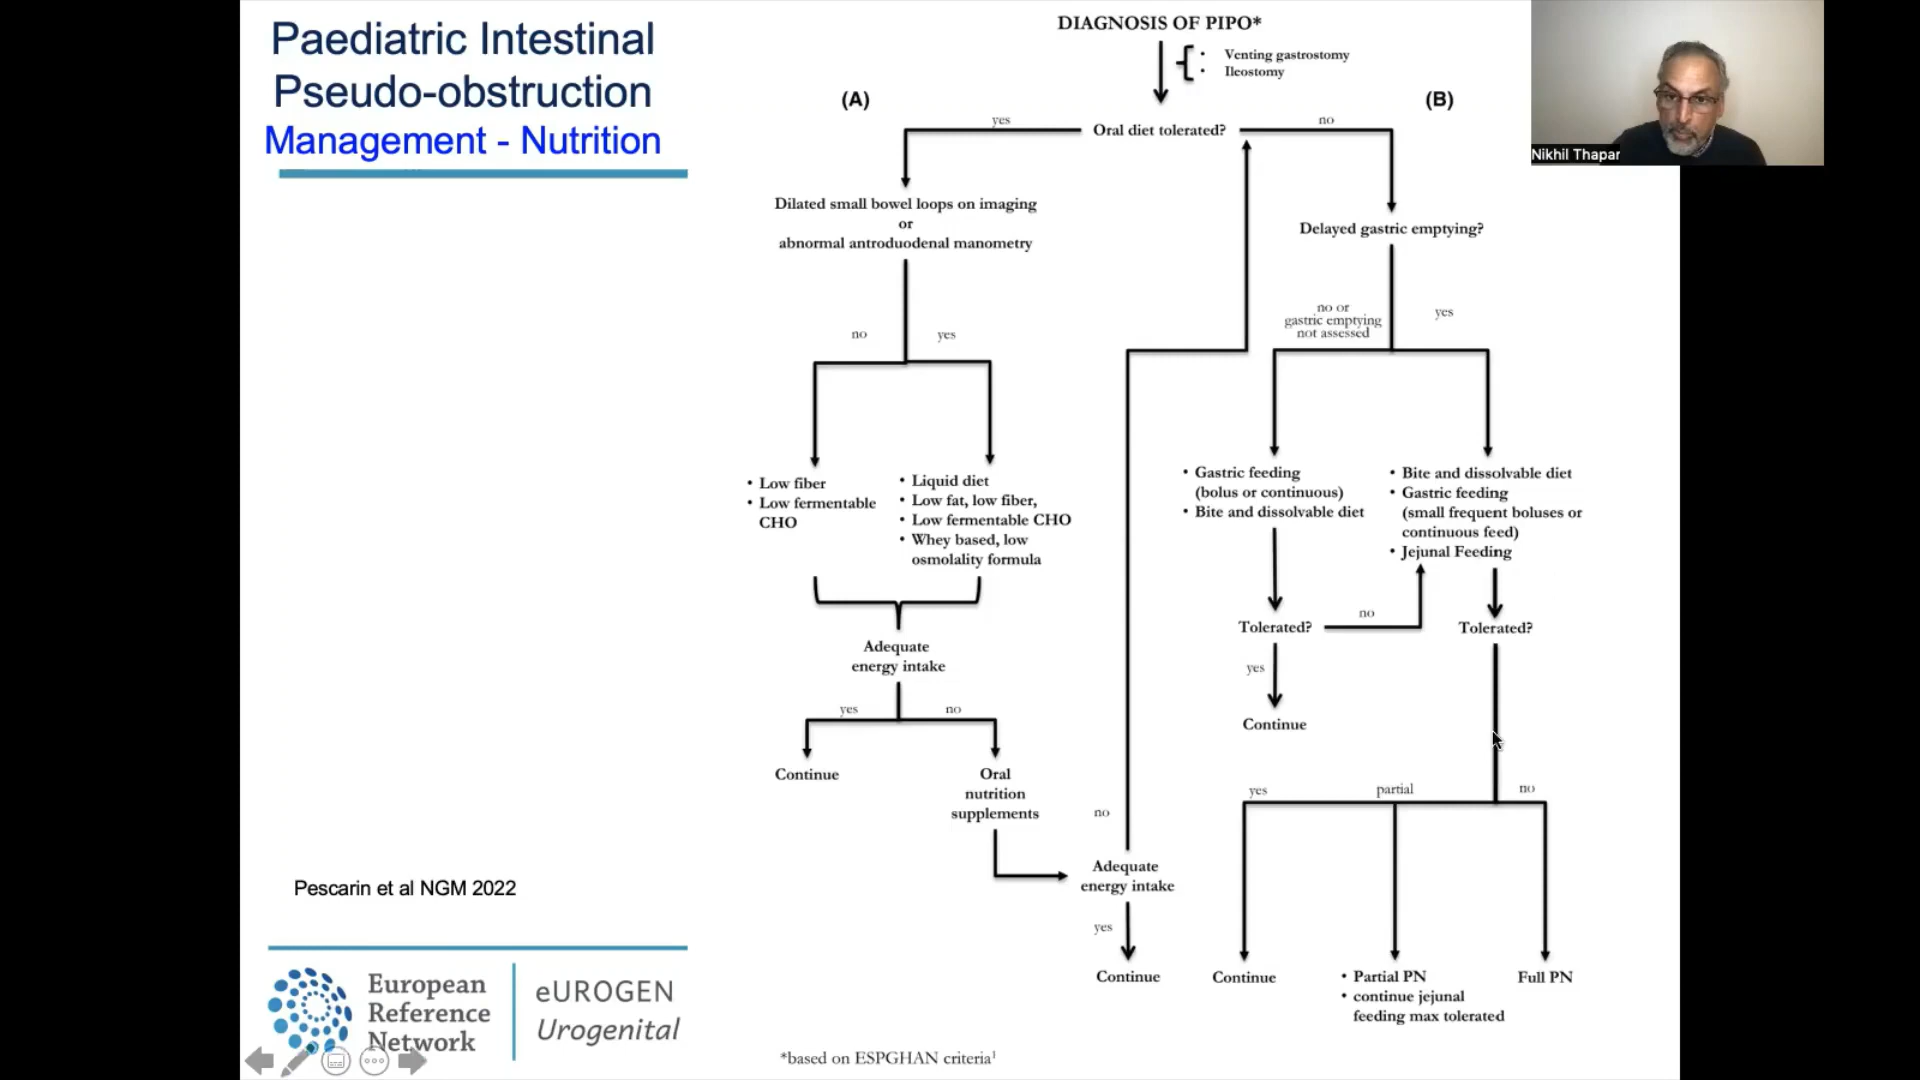 Paediatric Intestinal
Pseudo-obstruction
Management - Nutrition
DIAGNOSIS OF PIPO*
• Venting gastrostomy
• Ileostomy
(A)
(B)
yes
Oral diet tolerated?
no
Dilated small bowel loops on imaging
or
abnormal antroduodenal manometry
Delayed gastric emptying?
no
yes
no or
gastric emptying
not assessed
yes
• Low fiber
• Low fermentable
CHO
• Liquid diet
• Low fat, low fiber,
• Low fermentable CHO
• Whey based, low
osmolality formula
• Gastric feeding
(bolus or continuous)
• Bite and dissolvable diet
• Bite and dissolvable diet
• Gastric feeding
(small frequent boluses or
continuous feed)
• Jejunal Feeding
Adequate
energy intake
Tolerated?
no
Tolerated?
yes
Continue
yes
no
Continue
Oral
nutrition
supplements
no
Adequate
energy intake
yes
Continue
yes
partial
no
Continue
• Partial PN
• continue jejunal
feeding max tolerated
Full PN
Pescarin et al NGM 2022
European
Reference
Network
eUROGEN
Urogenital
*based on ESPGHAN criteria¹
Nikhil Thapar